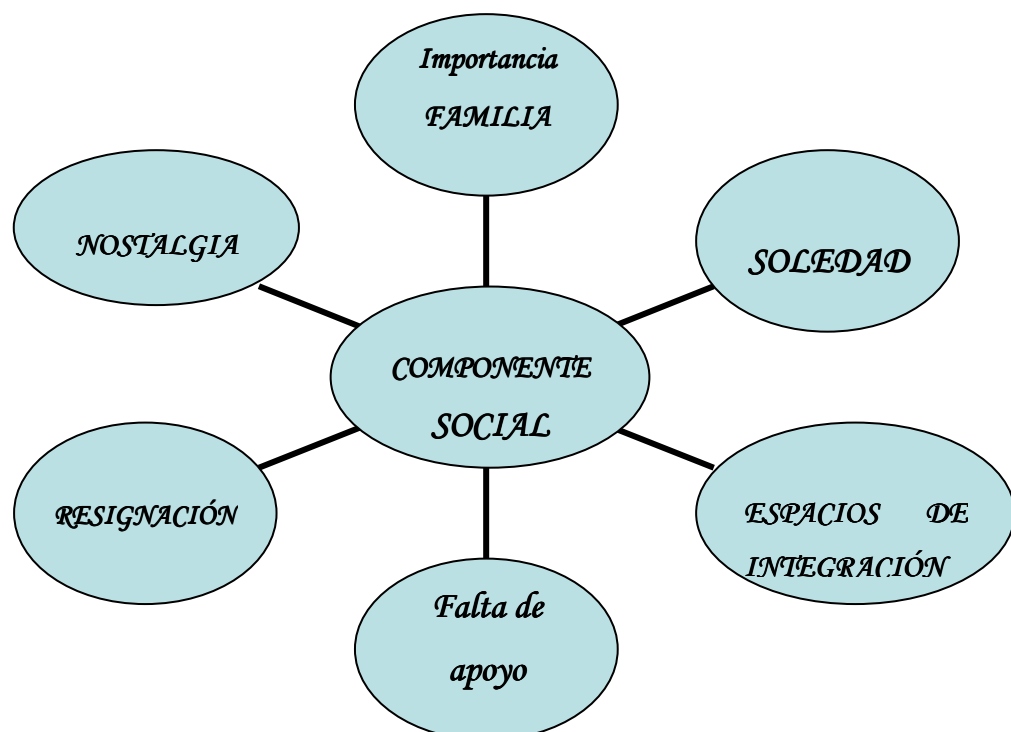 Importancia
FAMILIA
NOSTALGIA
SOLEDAD
COMPONENTE
SOCIAL
RESIGNACIÓN
ESPACIOS DE
INTEGRACIÓN
Falta de
apoyo